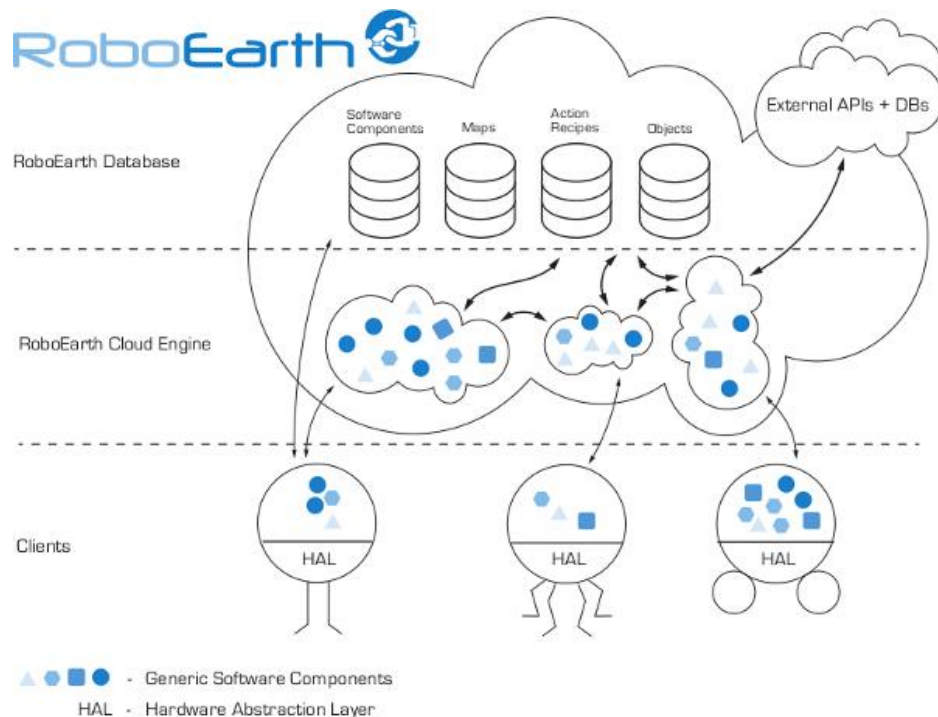 RoboEarth
External APIs + DBs
Software
Components
Maps
Action
Recipes
Objects
RoboEarth Database
RoboEarth Cloud Engine
Clients
HAL
HAL
HAL
- Generic Software Components
HAL - Hardware Abstraction Layer